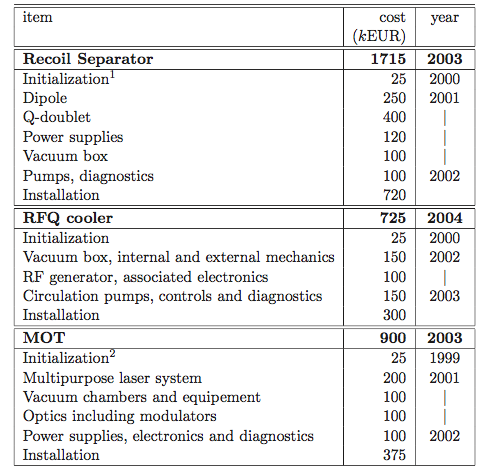 item cost year
(kEUR)
Recoil Separator 1715 2003
Initialization¹ 25 2000
Dipole 250 2001
Q-doublet 400 |
Power supplies 120 |
Vacuum box 100 |
Pumps, diagnostics 100 2002
Installation 720
RFQ cooler 725 2004
Initialization 25 2000
Vacuum box, internal and external mechanics 150 2002
RF generator, associated electronics 100 |
Circulation pumps, controls and diagnostics 150 2003
Installation 300
MOT 900 2003
Initialization² 25 1999
Multipurpose laser system 200 2001
Vacuum chambers and equipement 100 |
Optics including modulators 100 |
Power supplies, electronics and diagnostics 100 2002
Installation 375